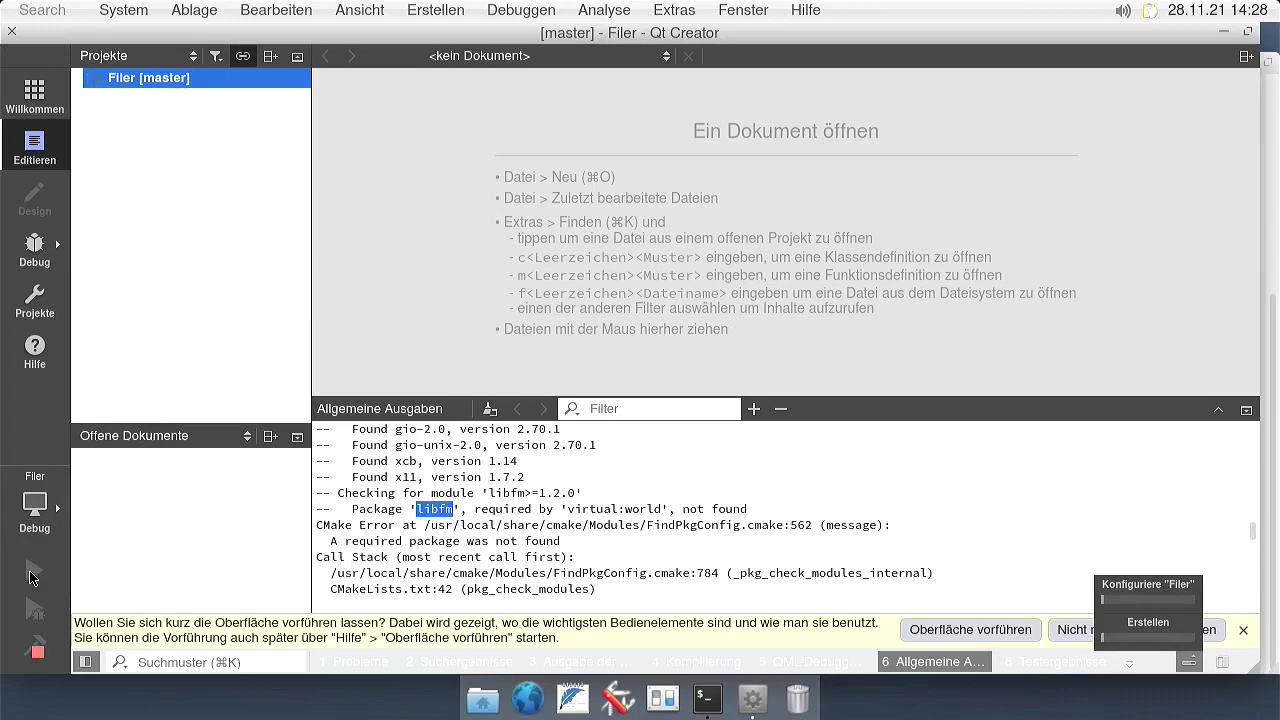 Search System Ablage Bearbeiten Ansicht Erstellen Debuggen Analyse Extras Fenster Hilfe 28.11.21 14:28
[master] - Filer - Qt Creator
Projekte <kein Dokument>
Filer [master]
Willkommen
Editieren
Design
Debug
Projekte
Hilfe
Ein Dokument öffnen
• Datei > Neu (⌘O)
• Datei > Zuletzt bearbeitete Dateien
• Extras > Finden (⌘K) und
- tippen um eine Datei aus einem offenen Projekt zu öffnen
- c<Leerzeichen><Muster> eingeben, um eine Klassendefinition zu öffnen
- m<Leerzeichen><Muster> eingeben, um eine Funktionsdefinition zu öffnen
- f<Leerzeichen><Dateiname> eingeben um eine Datei aus dem Dateisystem zu öffnen
- einen der anderen Filter auswählen um Inhalte aufzurufen
• Dateien mit der Maus hierher ziehen
Allgemeine Ausgaben Filter
Offene Dokumente
Filer
Debug
-- Found gio-2.0, version 2.70.1
-- Found gio-unix-2.0, version 2.70.1
-- Found xcb, version 1.14
-- Found x11, version 1.7.2
-- Checking for module 'libfm>=1.2.0'
-- Package 'libfm', required by 'virtual:world', not found
CMake Error at /usr/local/share/cmake/Modules/FindPkgConfig.cmake:562 (message):
A required package was not found
Call Stack (most recent call first):
/usr/local/share/cmake/Modules/FindPkgConfig.cmake:784 (_pkg_check_modules_internal)
CMakeLists.txt:42 (pkg_check_modules)
Konfiguriere "Filer"
Erstellen
Wollen Sie sich kurz die Oberfläche vorführen lassen? Dabei wird gezeigt, wo die wichtigsten Bedienelemente sind und wie man sie benutzt.
Sie können die Vorführung auch später über "Hilfe" > "Oberfläche vorführen" starten.
Oberfläche vorführen
Suchmuster (⌘K) 1 Probleme 2 Suchergebnisse 3 Ausgabe der ... 4 Kompilierung 5 QML-Debugg... 6 Allgemeine A... 8 Testergebnisse